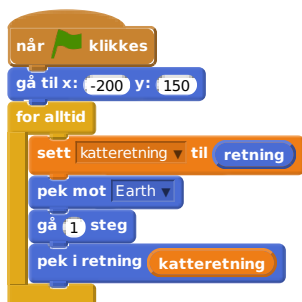 når klikkes
gå til x: -200 y: 150
for alltid
sett katteretning til retning
pek mot Earth
gå 1 steg
pek i retning katteretning